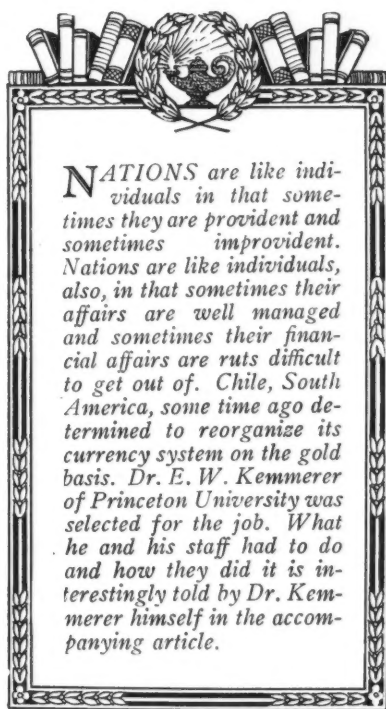 NATIONS are like indi-
viduals in that some-
times they are provident and
sometimes improvident.
Nations are like individuals,
also, in that sometimes their
affairs are well managed
and sometimes their finan-
cial affairs are ruts difficult
to get out of. Chile, South
America, some time ago de-
termined to reorganize its
currency system on the gold
basis. Dr. E. W. Kemmerer
of Princeton University was
selected for the job. What
he and his staff had to do
and how they did it is in-
terestingly told by Dr. Kem-
merer himself in the accom-
panying article.